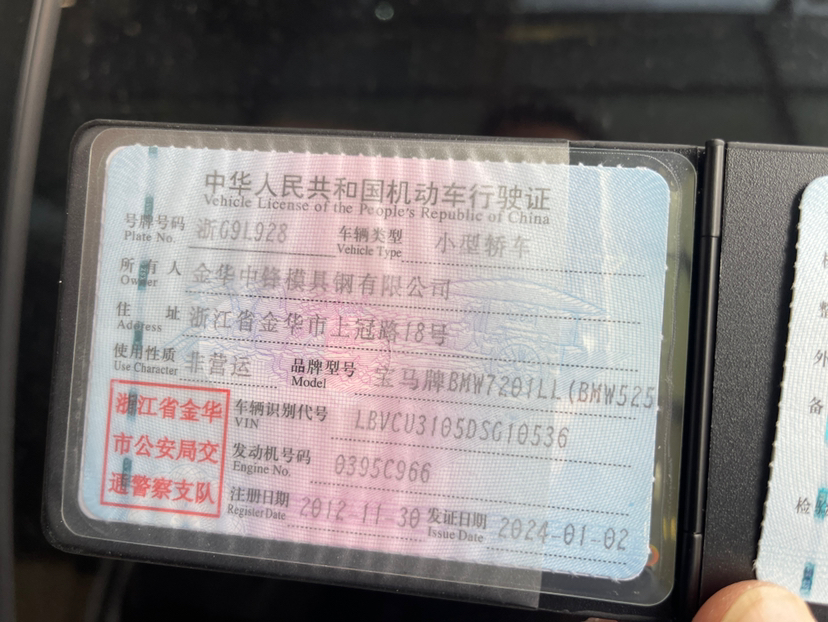 中华人民共和国机动车行驶证
Vehicle License of the People's Republic of China
号牌号码 浙G9L928 车辆类型 小型轿车
Plate No. Vehicle Type
所有人 金华中锋模具钢有限公司
Owner
住址 浙江省金华市上冠路18号
Address
使用性质 非营运 品牌型号 宝马牌BMW7201LL(BMW525
Use Character Model
浙江省金华
市公安局交
通警察支队
车辆识别代号 LBVCU3105DSG10536
VIN
发动机号码 0395C966
Engine No.
注册日期 2012-11-30 发证日期 2024-01-02
Register Date Issue Date
整
外
备
检验